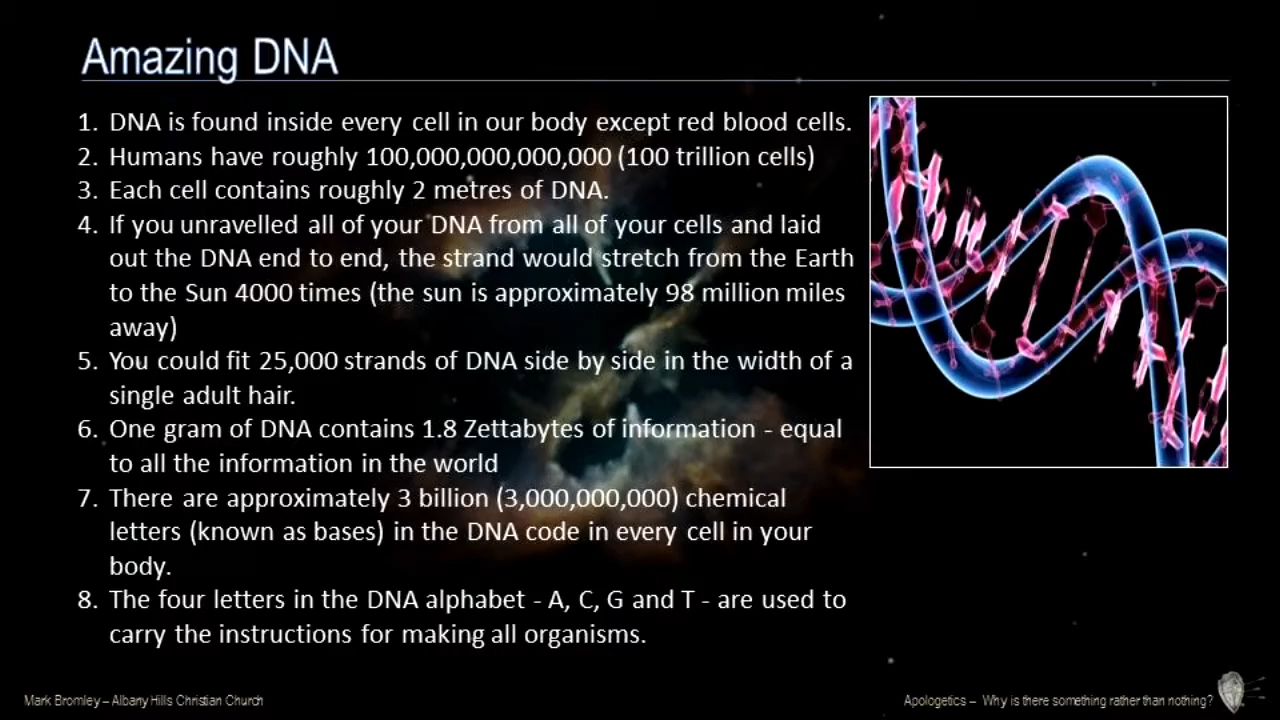 Amazing DNA
1. DNA is found inside every cell in our body except red blood cells.
2. Humans have roughly 100,000,000,000,000 (100 trillion cells)
3. Each cell contains roughly 2 metres of DNA.
4. If you unravelled all of your DNA from all of your cells and laid
out the DNA end to end, the strand would stretch from the Earth
to the Sun 4000 times (the sun is approximately 98 million miles
away)
5. You could fit 25,000 strands of DNA side by side in the width of a
single adult hair.
6. One gram of DNA contains 1.8 Zettabytes of information - equal
to all the information in the world
7. There are approximately 3 billion (3,000,000,000) chemical
letters (known as bases) in the DNA code in every cell in your
body.
8. The four letters in the DNA alphabet - A, C, G and T - are used to
carry the instructions for making all organisms.
Mark Bromley – Albany Hills Christian Church
Apologetics – Why is there something rather than nothing?